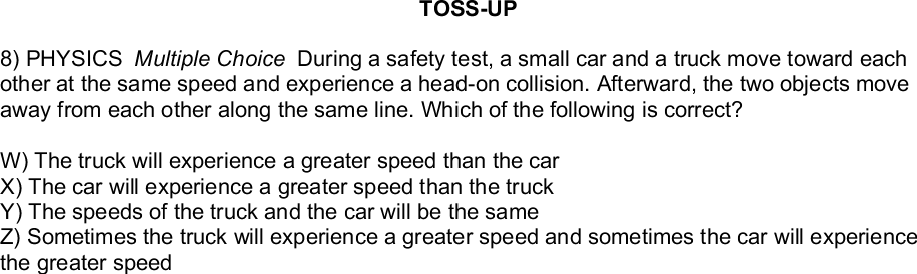 TOSS-UP
8) PHYSICS Multiple Choice During a safety test, a small car and a truck move toward each
other at the same speed and experience a head-on collision. Afterward, the two objects move
away from each other along the same line. Which of the following is correct?
W) The truck will experience a greater speed than the car
X) The car will experience a greater speed than the truck
Y) The speeds of the truck and the car will be the same
Z) Sometimes the truck will experience a greater speed and sometimes the car will experience
the greater speed